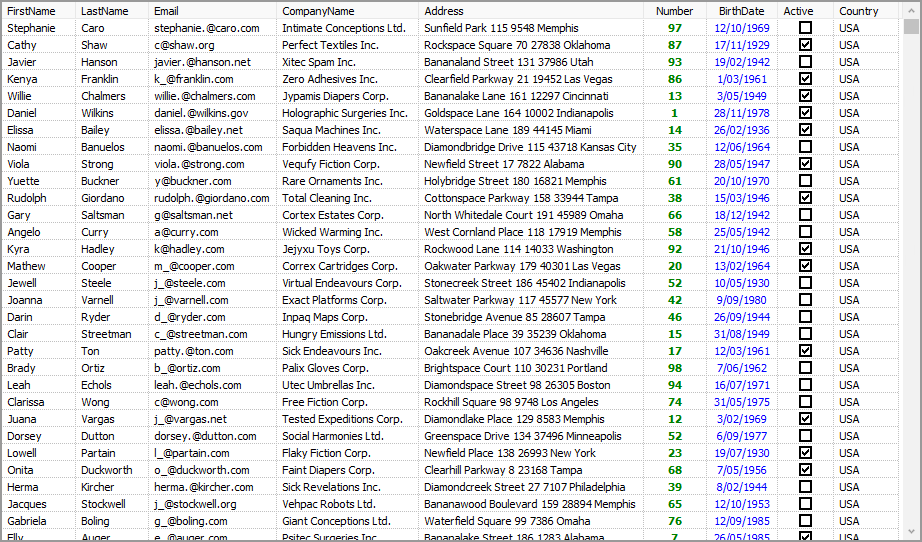 FirstName LastName Email CompanyName Address Number BirthDate Active Country
Stephanie Caro stephanie.@caro.com Intimate Conceptions Ltd. Sunfield Park 115 9548 Memphis 97 12/10/1969 USA
Cathy Shaw c@shaw.org Perfect Textiles Inc. Rockspace Square 70 27838 Oklahoma 87 17/11/1929 USA
Javier Hanson javier.@hanson.net Xitec Spam Inc. Bananaland Street 131 37986 Utah 93 19/02/1942 USA
Kenya Franklin k_@franklin.com Zero Adhesives Inc. Clearfield Parkway 21 19452 Las Vegas 86 1/03/1961 USA
Willie Chalmers willie.@chalmers.com Jypamis Diapers Corp. Bananalake Lane 161 12297 Cincinnati 13 3/05/1949 USA
Daniel Wilkins daniel.@wilkins.gov Holographic Surgeries Inc. Goldspace Lane 164 10002 Indianapolis 1 28/11/1978 USA
Elissa Bailey elissa.@bailey.net Saqua Machines Inc. Waterspace Lane 189 44145 Miami 14 26/02/1936 USA
Naomi Banuelos naomi.@banuelos.com Forbidden Heavens Inc. Diamondbridge Drive 115 43718 Kansas City 35 12/06/1964 USA
Viola Strong viola.@strong.com Vequfy Fiction Corp. Newfield Street 17 7822 Alabama 90 28/05/1947 USA
Yuette Buckner y@buckner.com Rare Ornaments Inc. Holybridge Street 180 16821 Memphis 61 20/10/1970 USA
Rudolph Giordano rudolph.@giordano.com Total Cleaning Inc. Cottonspace Parkway 158 33944 Tampa 38 15/03/1946 USA
Gary Saltsman g@saltsman.net Cortex Estates Corp. North Whitedale Court 191 45989 Omaha 66 18/12/1942 USA
Angelo Curry a@curry.com Wicked Warming Inc. West Cornland Place 118 17919 Memphis 58 25/05/1942 USA
Kyra Hadley k@hadley.com Jejyxu Toys Corp. Rockwood Lane 114 14033 Washington 92 21/10/1946 USA
Mathew Cooper m_@cooper.com Correx Cartridges Corp. Oakwater Parkway 179 40301 Las Vegas 20 13/02/1964 USA
Jewell Steele j_@steele.com Virtual Endeavours Corp. Stonecreek Street 186 45402 Indianapolis 52 10/05/1930 USA
Joanna Varnell j_@varnell.com Exact Platforms Corp. Saltwater Parkway 117 45577 New York 42 9/09/1980 USA
Darin Ryder d_@ryder.com Inpaq Maps Corp. Stonebridge Avenue 85 28607 Tampa 46 26/09/1944 USA
Clair Streetman c_@streetman.com Hungry Emissions Ltd. Bananadale Place 39 35239 Oklahoma 15 31/08/1949 USA
Patty Ton patty.@ton.com Sick Endeavours Inc. Oakcreek Avenue 107 34636 Nashville 17 12/03/1961 USA
Brady Ortiz b_@ortiz.com Palix Gloves Corp. Brightspace Court 110 30231 Portland 98 7/06/1962 USA
Leah Echols leah.@echols.com Utec Umbrellas Inc. Diamondspace Street 98 26305 Boston 94 16/07/1971 USA
Clarissa Wong c@wong.com Free Fiction Corp. Rockhill Square 98 9748 Los Angeles 74 31/05/1975 USA
Juana Vargas j_@vargas.net Tested Expeditions Corp. Diamondlake Place 129 8583 Memphis 12 3/02/1969 USA
Dorsey Dutton dorsey.@dutton.com Social Harmonies Ltd. Greenspace Drive 134 37496 Minneapolis 52 6/09/1977 USA
Lowell Partain l_@partain.com Flaky Fiction Corp. Newfield Place 138 26993 New York 23 19/07/1930 USA
Onita Duckworth o_@duckworth.com Faint Diapers Corp. Clearhill Parkway 8 23168 Tampa 68 7/05/1956 USA
Herma Kircher herma.@kircher.com Sick Revelations Inc. Diamondcreek Street 27 7107 Philadelphia 39 8/02/1944 USA
Jacques Stockwell j_@stockwell.org Vehpac Robots Ltd. Bananawood Boulevard 159 28894 Memphis 65 12/10/1953 USA
Gabriela Boling g_@boling.com Giant Conceptions Ltd. Waterfield Square 99 7386 Omaha 76 12/09/1985 USA
Elly Auger e_@auger.com Psitec Surgeries Inc. Bananaland Street 186 1283 Alabama 7 26/05/1985 USA